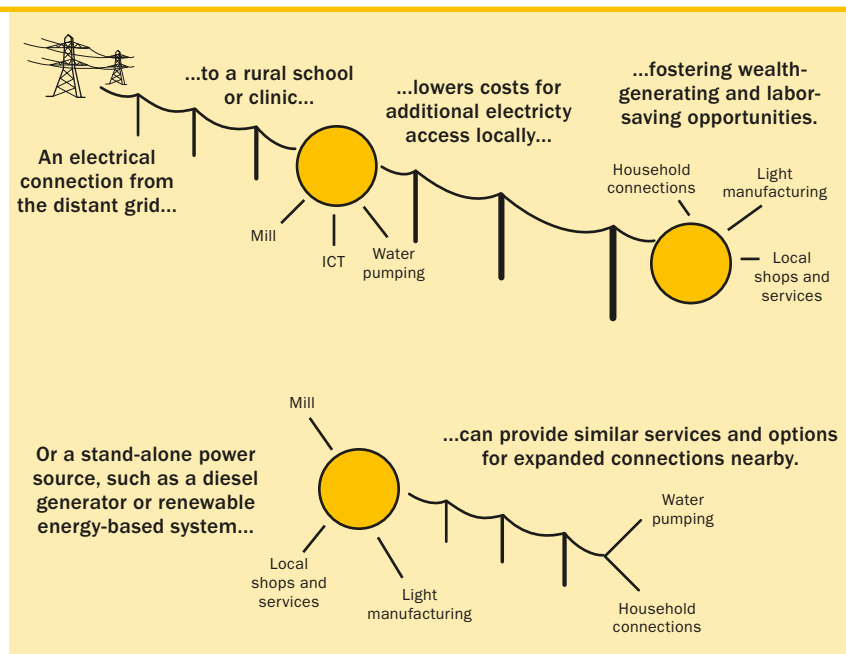 An electrical
connection from
the distant grid...
...to a rural school
or clinic...
Mill
ICT
Water
pumping
...lowers costs for
additional electricty
access locally...
...fostering wealth-
generating and labor-
saving opportunities.
Household
connections
Light
manufacturing
Local
shops and
services
Or a stand-alone power
source, such as a diesel
generator or renewable
energy-based system...
Mill
Local
shops and
services
Light
manufacturing
...can provide similar services and options
for expanded connections nearby.
Water
pumping
Household
connections